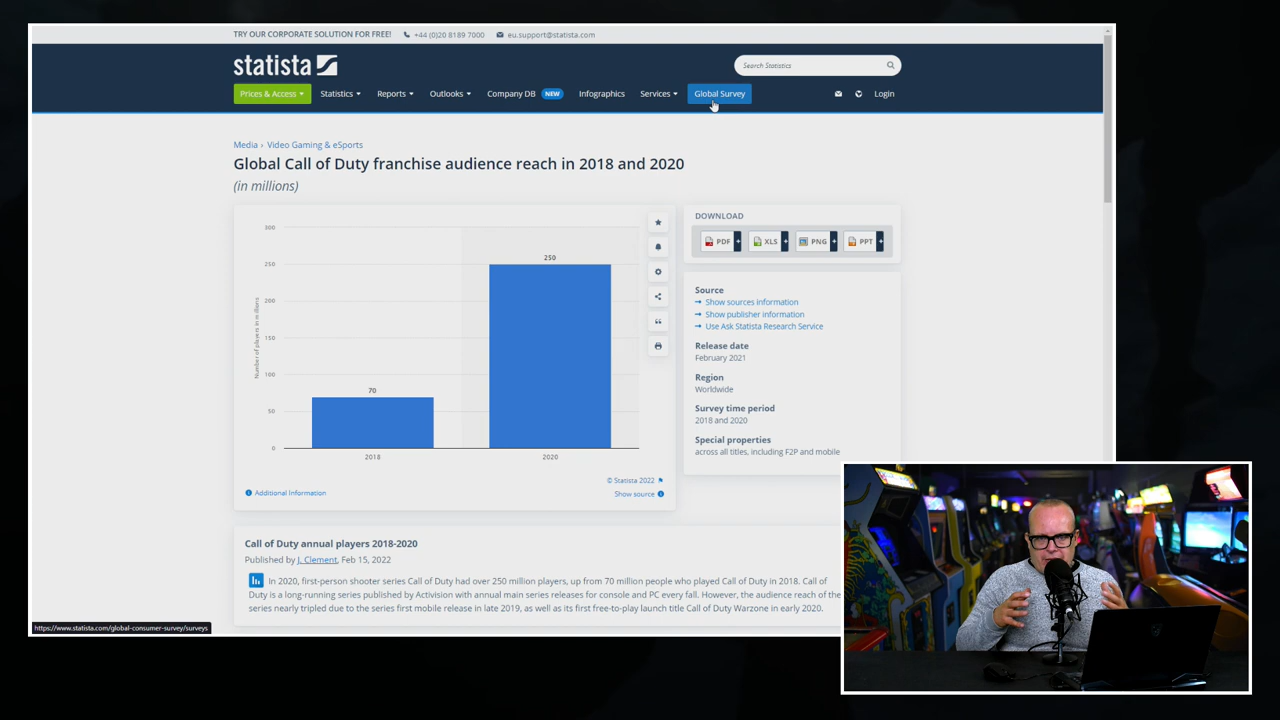 TRY OUR CORPORATE SOLUTION FOR FREE! +44 (0)20 8189 7000 eu.support@statista.com
statista
Search Statistics
Prices & Access Statistics Reports Outlooks Company DB NEW Infographics Services Global Survey Login
Media › Video Gaming & eSports
Global Call of Duty franchise audience reach in 2018 and 2020
(in millions)
DOWNLOAD
PDF + XLS + PNG + PPT +
Number of players in millions
300
250
200
150
100
50
0
70
250
2018
2020
Source
→ Show sources information
→ Show publisher information
→ Use Ask Statista Research Service
Release date
February 2021
Region
Worldwide
Survey time period
2018 and 2020
Special properties
across all titles, including F2P and mobile
© Statista 2022
Additional Information
Show source
Call of Duty annual players 2018-2020
Published by J. Clement, Feb 15, 2022
In 2020, first-person shooter series Call of Duty had over 250 million players, up from 70 million people who played Call of Duty in 2018. Call of
Duty is a long-running series published by Activision with annual main series releases for console and PC every fall. However, the audience reach of the
series nearly tripled due to the series first mobile release in late 2019, as well as its first free-to-play launch title Call of Duty Warzone in early 2020.
https://www.statista.com/global-consumer-survey/surveys